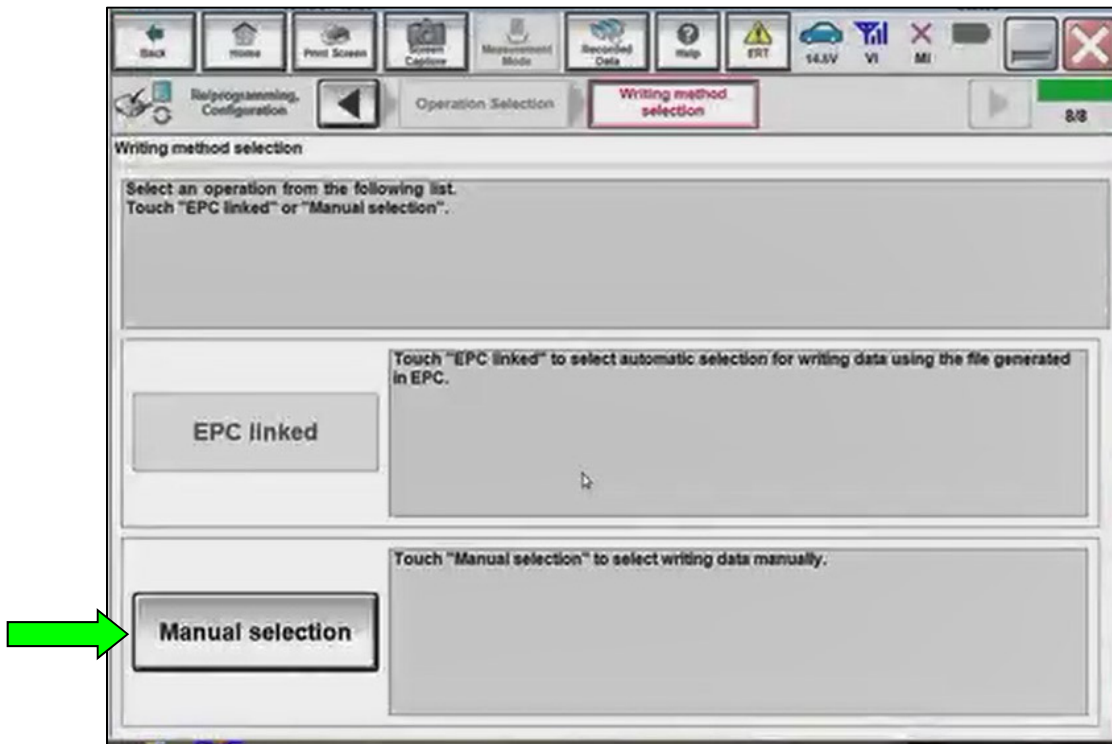 Back
Home
Print Screen
Screen
Capture
Measurement
Mode
Recorded
Data
Help
ERT
14.8V
VI
MI
Re/programming,
Configuration
Operation Selection
Writing method
selection
8/8
Writing method selection
Select an operation from the following list.
Touch "EPC linked" or "Manual selection".
EPC linked
Touch "EPC linked" to select automatic selection for writing data using the file generated
in EPC.
Manual selection
Touch "Manual selection" to select writing data manually.